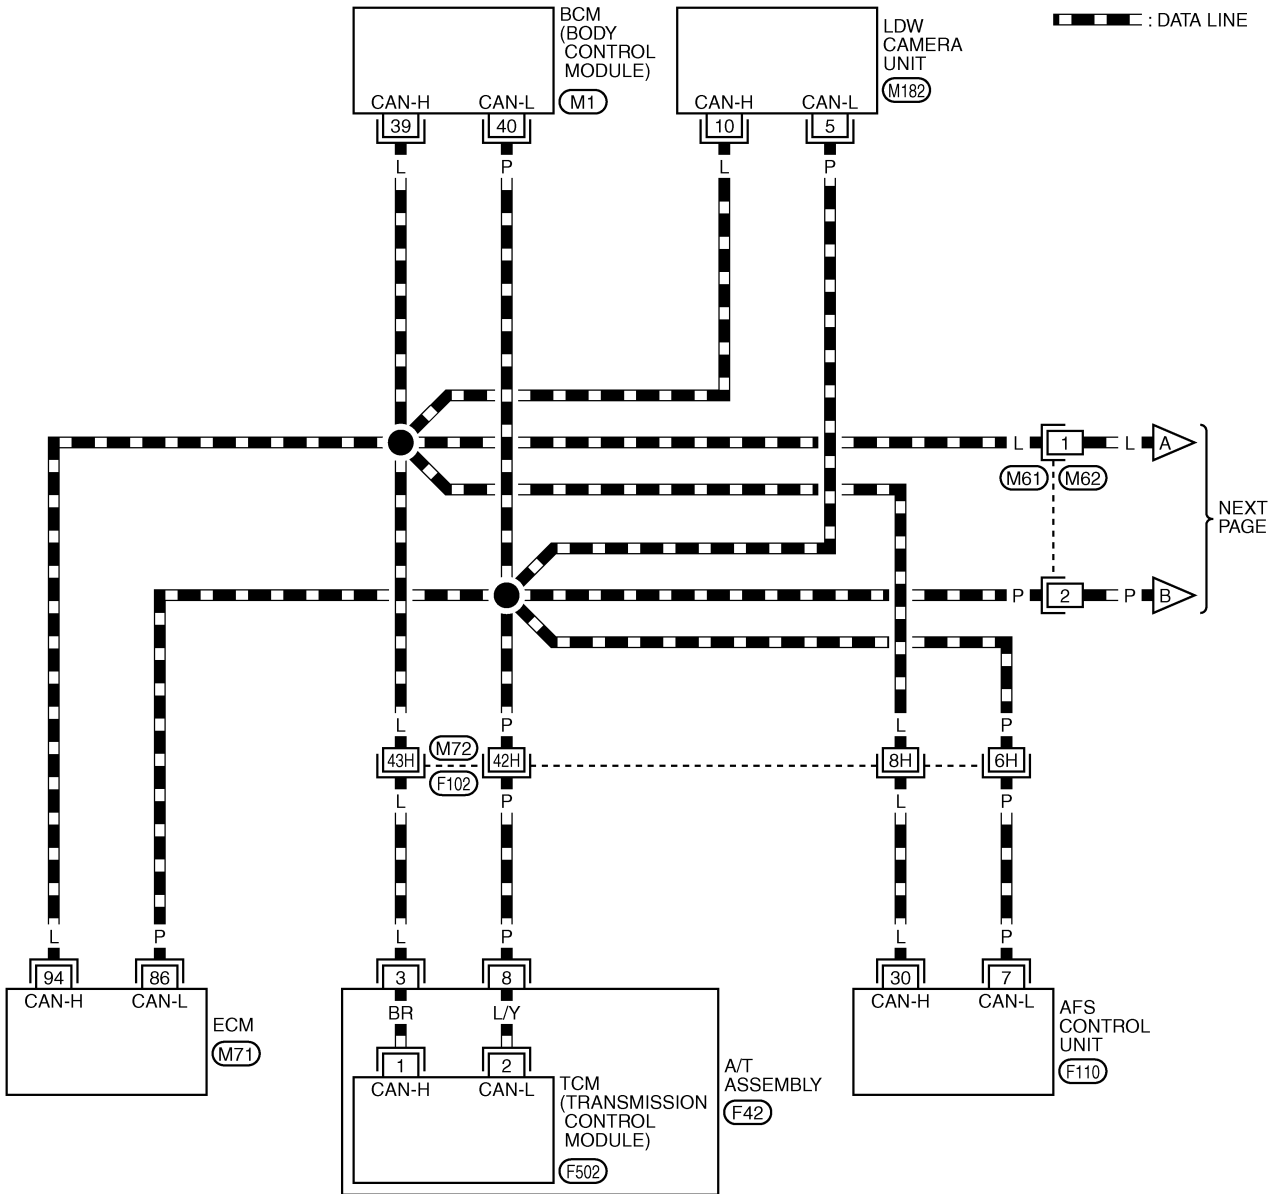 BCM
(BODY
CONTROL
MODULE)
M1
CAN-H
CAN-L
39
40
L
P
LDW
CAMERA
UNIT
M182
CAN-H
CAN-L
10
5
L
P
: DATA LINE
L
1
L
A
M61
M62
NEXT
PAGE
P
2
P
B
L
P
L
P
43H
M72
42H
8H
6H
F102
L
P
L
P
L
P
L
P
L
P
94
86
3
8
30
7
CAN-H
CAN-L
ECM
M71
BR
L/Y
1
2
CAN-H
CAN-L
TCM
(TRANSMISSION
CONTROL
MODULE)
F502
A/T
ASSEMBLY
F42
CAN-H
CAN-L
AFS
CONTROL
UNIT
F110